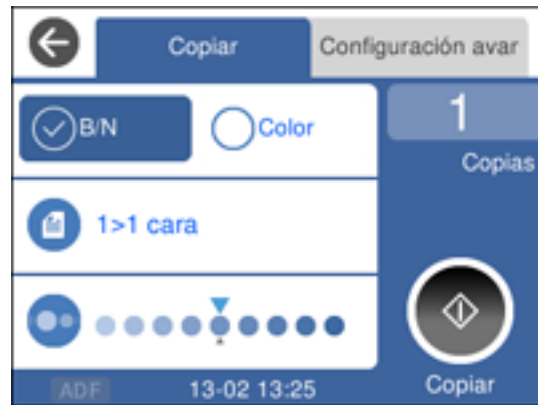 Copiar
Configuración avar
B/N
Color
1
Copias
1>1 cara
ADF
13-02 13:25
Copiar